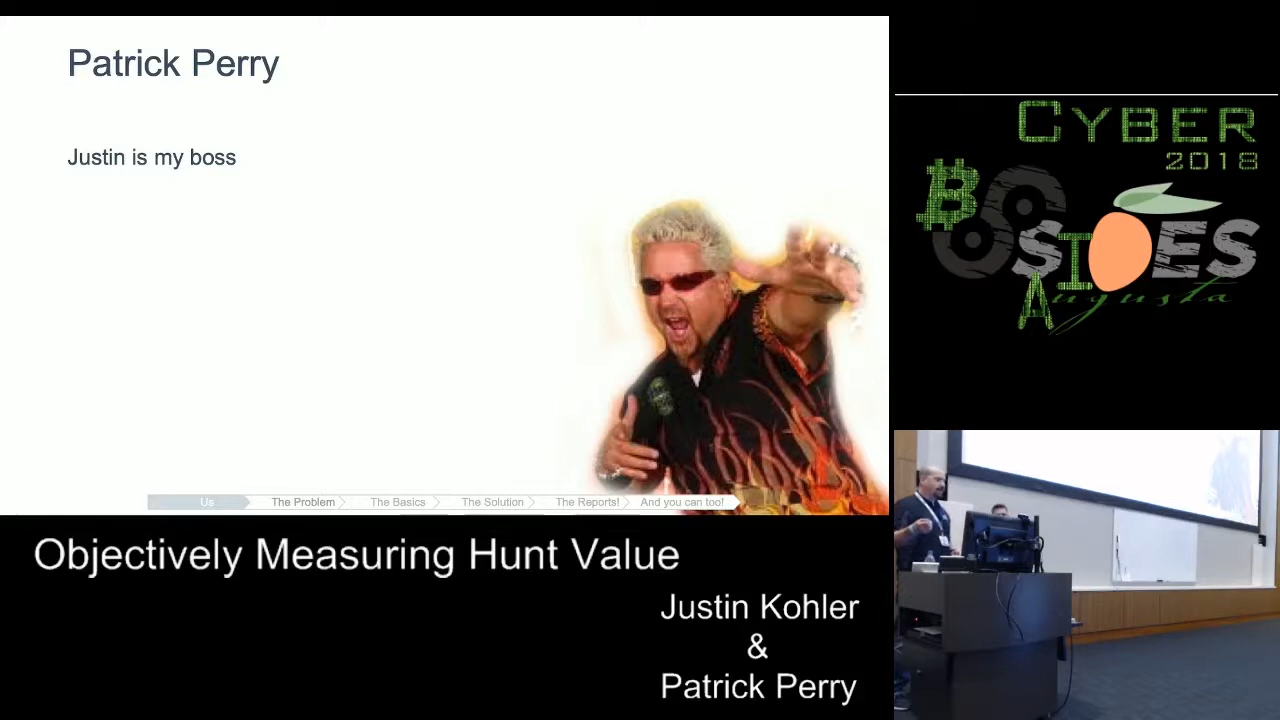 Patrick Perry
Justin is my boss
Us
The Problem
The Basics
The Solution
The Reports!
And you can too!
Objectively Measuring Hunt Value
Justin Kohler
&
Patrick Perry
CYBER
2018
BSIDES
Augusta